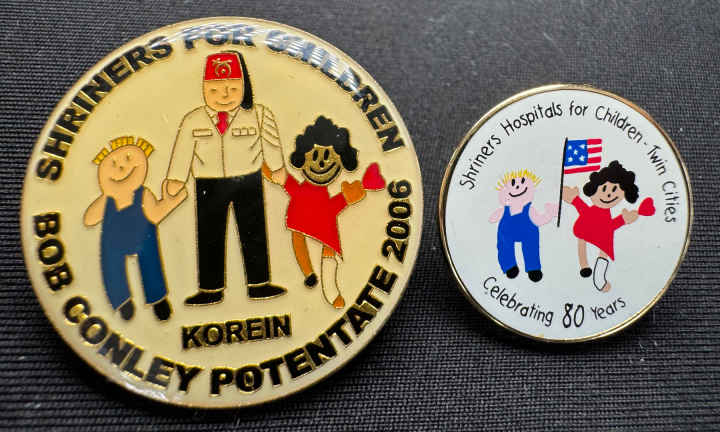 SHRINERS FOR CHILDREN
KOREIN
BOB CONLEY POTENTATE 2006
Shriners Hospitals for Children - Twin Cities
Celebrating 80 Years